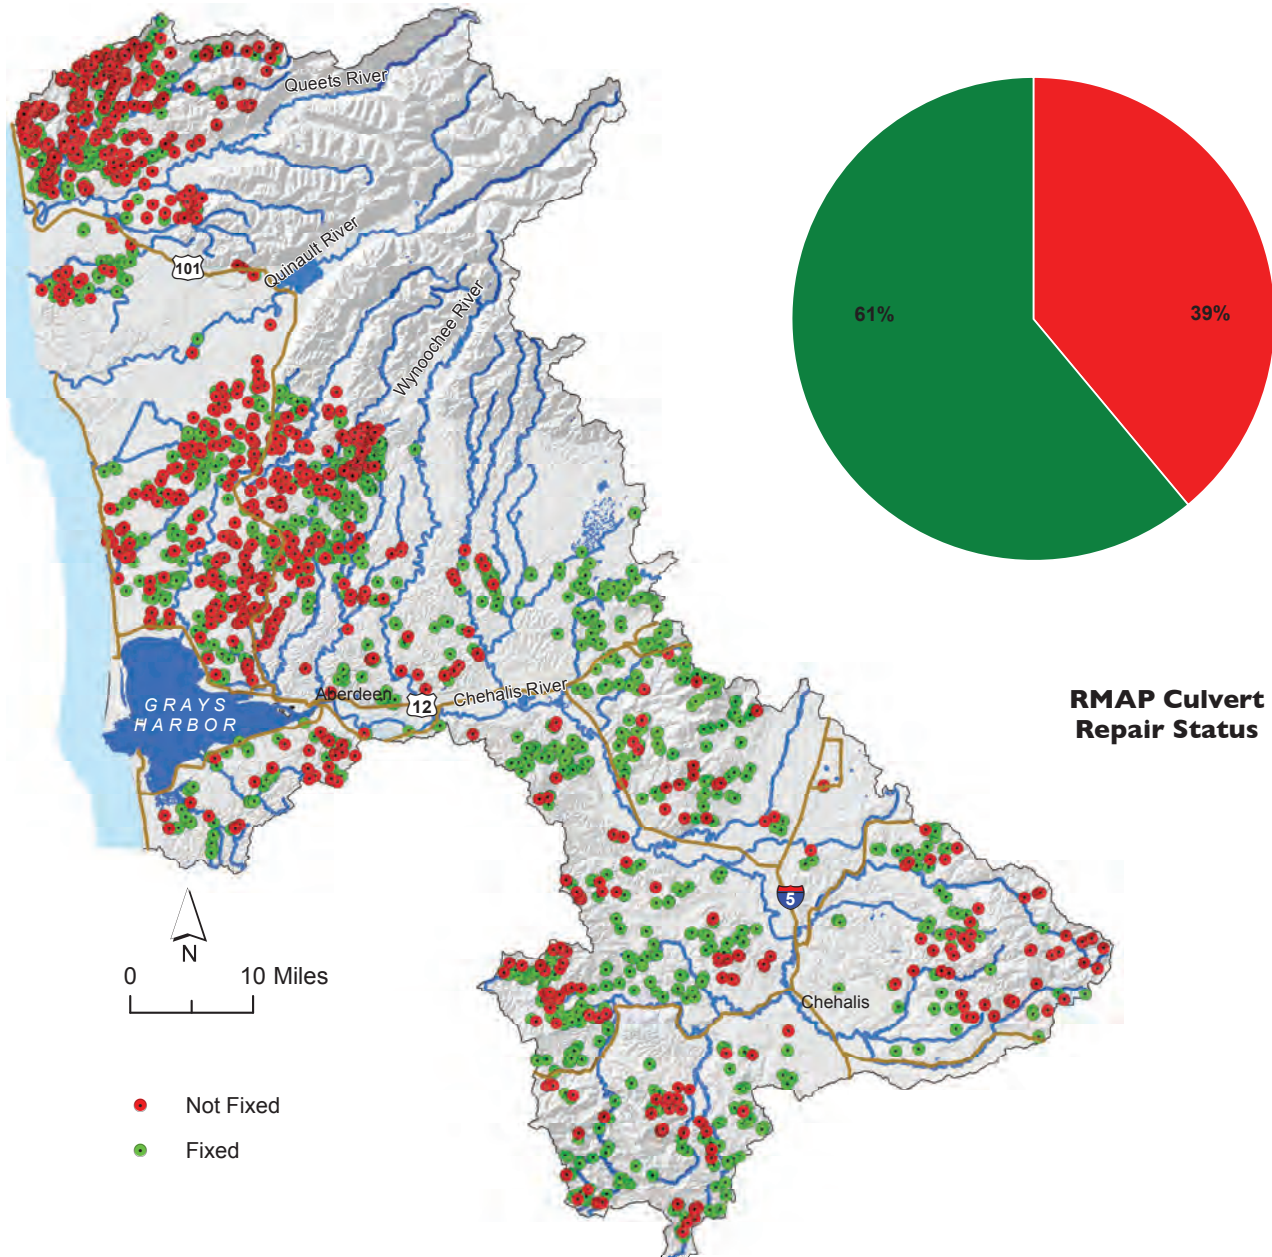 Queets River
Quinault River
101
Wynoochee River
61%
39%
GRAYS
HARBOR
Aberdeen
12
Chehalis River
RMAP Culvert
Repair Status
5
N
0 10 Miles
Chehalis
Not Fixed
Fixed